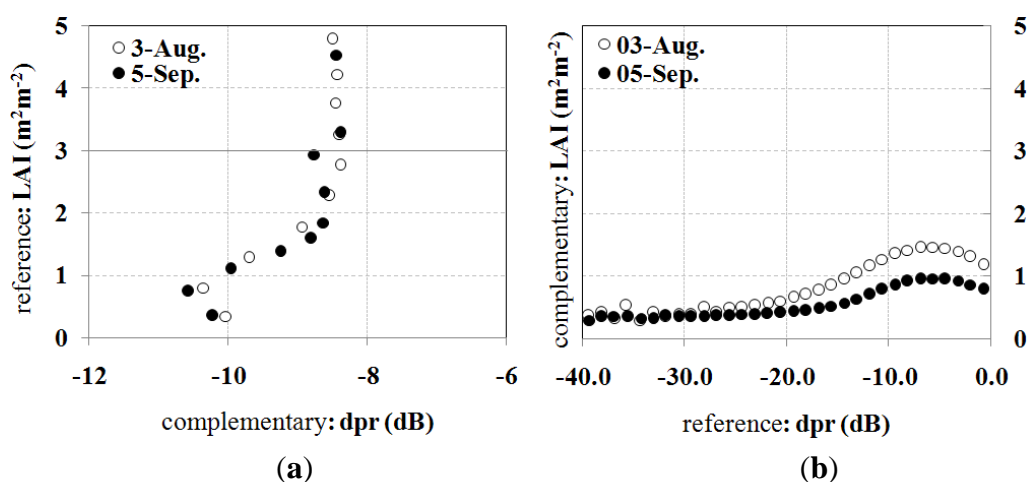 5
4
3
2
1
0
-12
-10
-8
-6
3-Aug.
5-Sep.
reference: LAI (m²m⁻²)
complementary: dpr (dB)
(a)
5
4
3
2
1
0
-40.0
-30.0
-20.0
-10.0
0.0
03-Aug.
05-Sep.
complementary: LAI (m²m⁻²)
reference: dpr (dB)
(b)